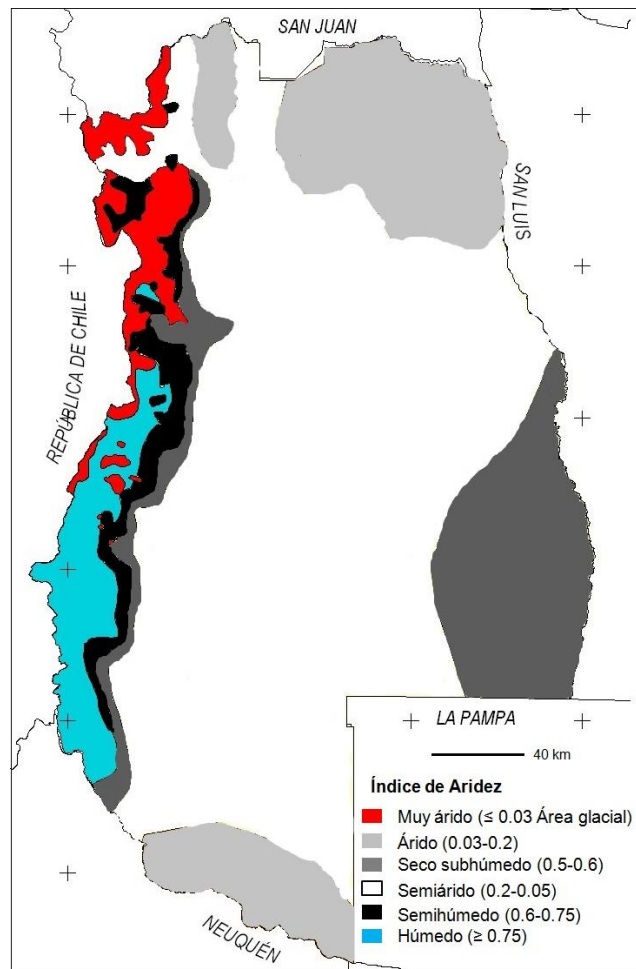 SAN JUAN
SAN LUIS
REPÚBLICA DE CHILE
LA PAMPA
40 km
Índice de Aridez
Muy árido (≤ 0.03 Área glacial)
Árido (0.03-0.2)
Seco subhúmedo (0.5-0.6)
Semiárido (0.2-0.05)
Semihúmedo (0.6-0.75)
Húmedo (≥ 0.75)
NEUQUÉN